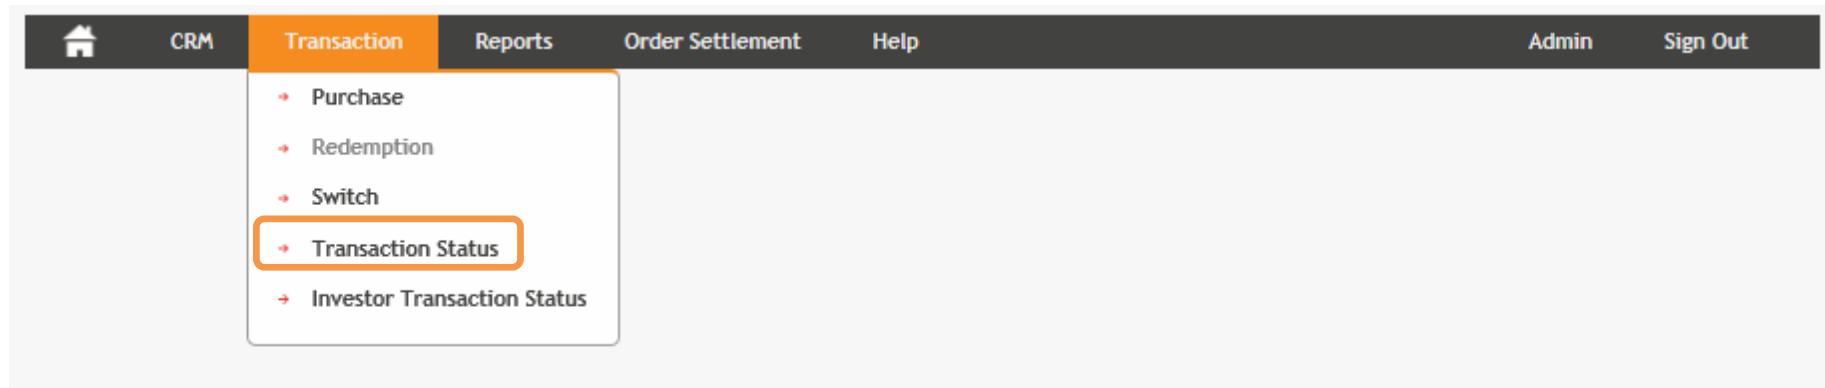 CRM Transaction Reports Order Settlement Help Admin Sign Out
Purchase
Redemption
Switch
Transaction Status
Investor Transaction Status